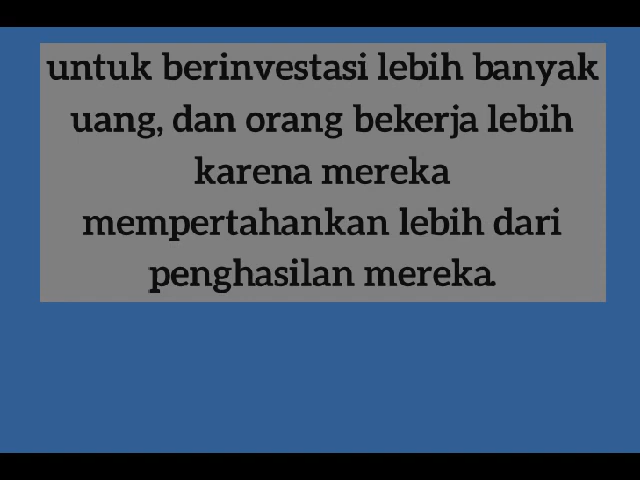 untuk berinvestasi lebih banyak
uang, dan orang bekerja lebih
karena mereka
mempertahankan lebih dari
penghasilan mereka.